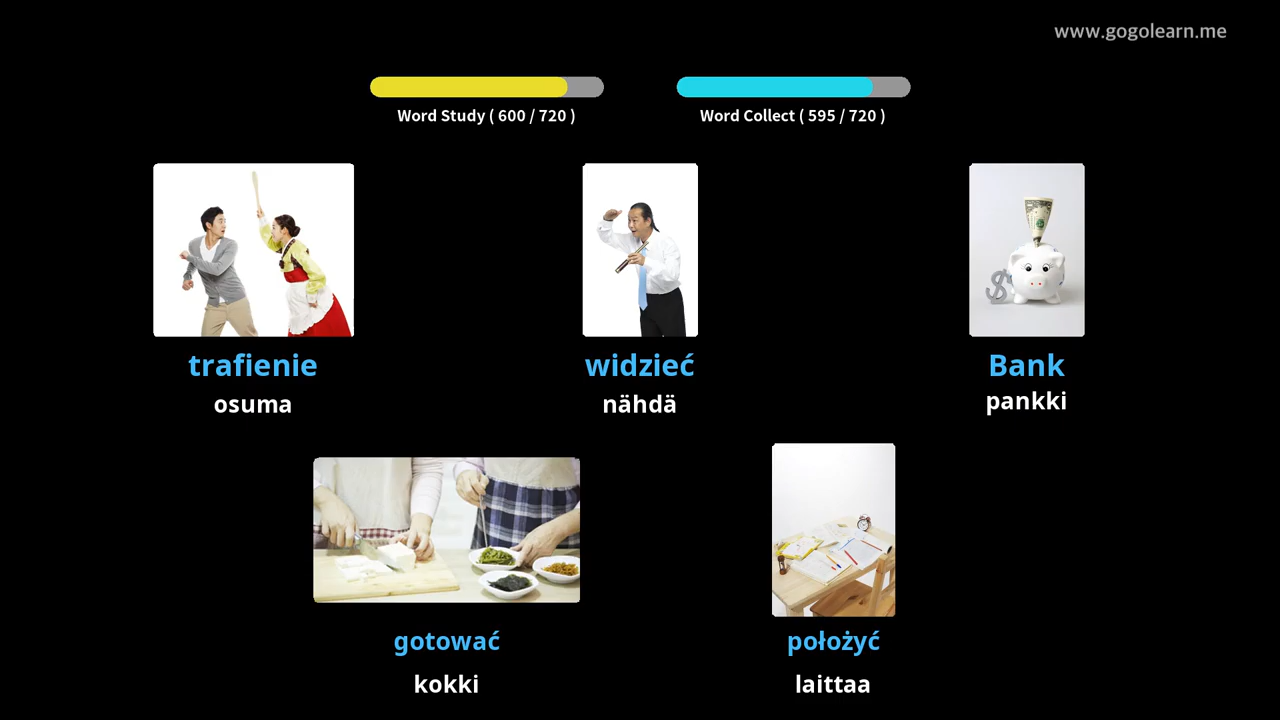 www.gogolearn.me
Word Study ( 600 / 720 )
Word Collect ( 595 / 720 )
trafienie
osuma
widzieć
nähdä
Bank
pankki
gotować
kokki
położyć
laittaa